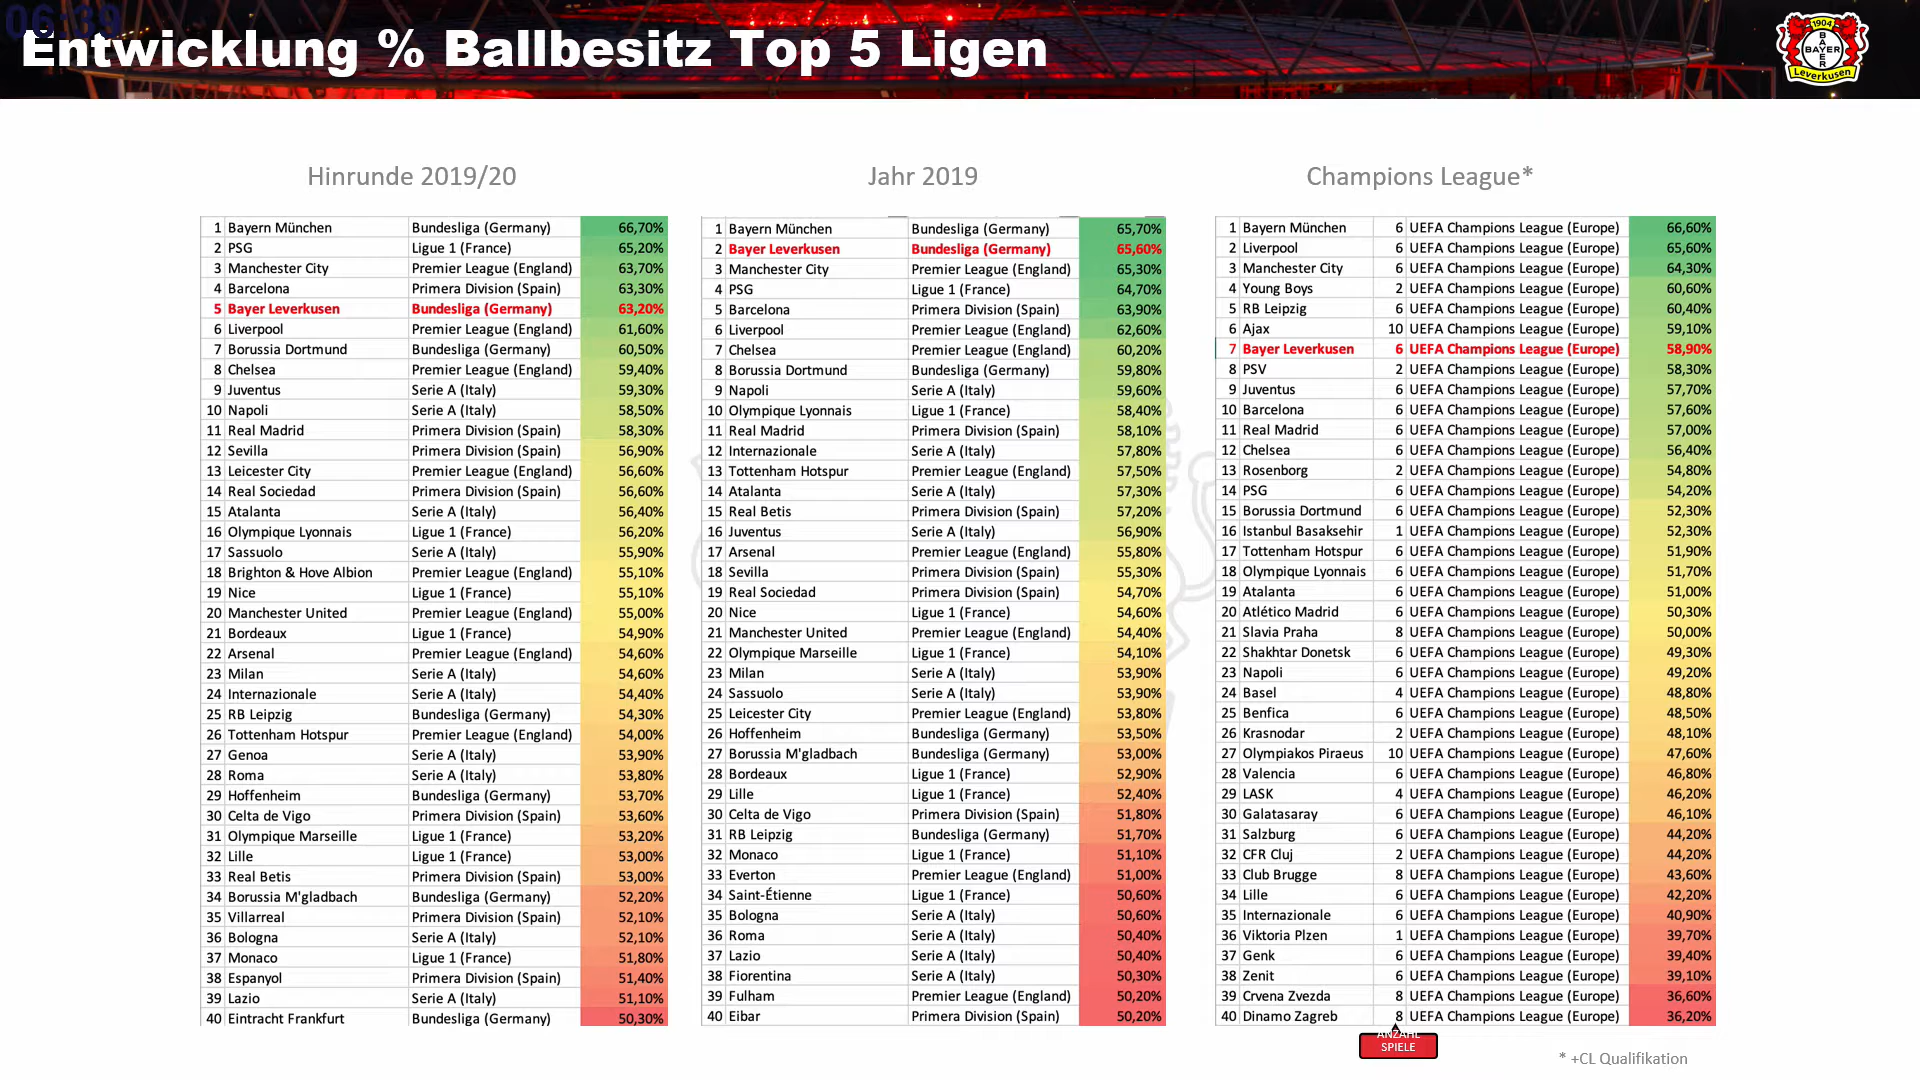 06:39
Entwicklung % Ballbesitz Top 5 Ligen
1904
BAYER
BAYER
Leverkusen
Hinrunde 2019/20
1 Bayern München Bundesliga (Germany) 66,70%
2 PSG Ligue 1 (France) 65,20%
3 Manchester City Premier League (England) 63,70%
4 Barcelona Primera Division (Spain) 63,30%
5 Bayer Leverkusen Bundesliga (Germany) 63,20%
6 Liverpool Premier League (England) 61,60%
7 Borussia Dortmund Bundesliga (Germany) 60,50%
8 Chelsea Premier League (England) 59,40%
9 Juventus Serie A (Italy) 59,30%
10 Napoli Serie A (Italy) 58,50%
11 Real Madrid Primera Division (Spain) 58,30%
12 Sevilla Primera Division (Spain) 56,90%
13 Leicester City Premier League (England) 56,60%
14 Real Sociedad Primera Division (Spain) 56,60%
15 Atalanta Serie A (Italy) 56,40%
16 Olympique Lyonnais Ligue 1 (France) 56,20%
17 Sassuolo Serie A (Italy) 55,90%
18 Brighton & Hove Albion Premier League (England) 55,10%
19 Nice Ligue 1 (France) 55,10%
20 Manchester United Premier League (England) 55,00%
21 Bordeaux Ligue 1 (France) 54,90%
22 Arsenal Premier League (England) 54,60%
23 Milan Serie A (Italy) 54,60%
24 Internazionale Serie A (Italy) 54,40%
25 RB Leipzig Bundesliga (Germany) 54,30%
26 Tottenham Hotspur Premier League (England) 54,00%
27 Genoa Serie A (Italy) 53,90%
28 Roma Serie A (Italy) 53,80%
29 Hoffenheim Bundesliga (Germany) 53,70%
30 Celta de Vigo Primera Division (Spain) 53,60%
31 Olympique Marseille Ligue 1 (France) 53,20%
32 Lille Ligue 1 (France) 53,00%
33 Real Betis Primera Division (Spain) 53,00%
34 Borussia M'gladbach Bundesliga (Germany) 52,20%
35 Villarreal Primera Division (Spain) 52,10%
36 Bologna Serie A (Italy) 52,10%
37 Monaco Ligue 1 (France) 51,80%
38 Espanyol Primera Division (Spain) 51,40%
39 Lazio Serie A (Italy) 51,10%
40 Eintracht Frankfurt Bundesliga (Germany) 50,30%
Jahr 2019
1 Bayern München Bundesliga (Germany) 65,70%
2 Bayer Leverkusen Bundesliga (Germany) 65,60%
3 Manchester City Premier League (England) 65,30%
4 PSG Ligue 1 (France) 64,70%
5 Barcelona Primera Division (Spain) 63,90%
6 Liverpool Premier League (England) 62,60%
7 Chelsea Premier League (England) 60,20%
8 Borussia Dortmund Bundesliga (Germany) 59,80%
9 Napoli Serie A (Italy) 59,60%
10 Olympique Lyonnais Ligue 1 (France) 58,40%
11 Real Madrid Primera Division (Spain) 58,10%
12 Internazionale Serie A (Italy) 57,80%
13 Tottenham Hotspur Premier League (England) 57,50%
14 Atalanta Serie A (Italy) 57,30%
15 Real Betis Primera Division (Spain) 57,20%
16 Juventus Serie A (Italy) 56,90%
17 Arsenal Premier League (England) 55,80%
18 Sevilla Primera Division (Spain) 55,30%
19 Real Sociedad Primera Division (Spain) 54,70%
20 Nice Ligue 1 (France) 54,60%
21 Manchester United Premier League (England) 54,40%
22 Olympique Marseille Ligue 1 (France) 54,10%
23 Milan Serie A (Italy) 53,90%
24 Sassuolo Serie A (Italy) 53,90%
25 Leicester City Premier League (England) 53,80%
26 Hoffenheim Bundesliga (Germany) 53,50%
27 Borussia M'gladbach Bundesliga (Germany) 53,00%
28 Bordeaux Ligue 1 (France) 52,90%
29 Lille Ligue 1 (France) 52,40%
30 Celta de Vigo Primera Division (Spain) 51,80%
31 RB Leipzig Bundesliga (Germany) 51,70%
32 Monaco Ligue 1 (France) 51,10%
33 Everton Premier League (England) 51,00%
34 Saint-Étienne Ligue 1 (France) 50,60%
35 Bologna Serie A (Italy) 50,60%
36 Roma Serie A (Italy) 50,40%
37 Lazio Serie A (Italy) 50,40%
38 Fiorentina Serie A (Italy) 50,30%
39 Fulham Premier League (England) 50,20%
40 Eibar Primera Division (Spain) 50,20%
Champions League*
1 Bayern München 6 UEFA Champions League (Europe) 66,60%
2 Liverpool 6 UEFA Champions League (Europe) 65,60%
3 Manchester City 6 UEFA Champions League (Europe) 64,30%
4 Young Boys 2 UEFA Champions League (Europe) 60,60%
5 RB Leipzig 6 UEFA Champions League (Europe) 60,40%
6 Ajax 10 UEFA Champions League (Europe) 59,10%
7 Bayer Leverkusen 6 UEFA Champions League (Europe) 58,90%
8 PSV 2 UEFA Champions League (Europe) 58,30%
9 Juventus 6 UEFA Champions League (Europe) 57,70%
10 Barcelona 6 UEFA Champions League (Europe) 57,60%
11 Real Madrid 6 UEFA Champions League (Europe) 57,00%
12 Chelsea 6 UEFA Champions League (Europe) 56,40%
13 Rosenborg 2 UEFA Champions League (Europe) 54,80%
14 PSG 6 UEFA Champions League (Europe) 54,20%
15 Borussia Dortmund 6 UEFA Champions League (Europe) 52,30%
16 Istanbul Basaksehir 1 UEFA Champions League (Europe) 52,30%
17 Tottenham Hotspur 6 UEFA Champions League (Europe) 51,90%
18 Olympique Lyonnais 6 UEFA Champions League (Europe) 51,70%
19 Atalanta 6 UEFA Champions League (Europe) 51,00%
20 Atlético Madrid 6 UEFA Champions League (Europe) 50,30%
21 Slavia Praha 8 UEFA Champions League (Europe) 50,00%
22 Shakhtar Donetsk 6 UEFA Champions League (Europe) 49,30%
23 Napoli 6 UEFA Champions League (Europe) 49,20%
24 Basel 4 UEFA Champions League (Europe) 48,80%
25 Benfica 6 UEFA Champions League (Europe) 48,50%
26 Krasnodar 2 UEFA Champions League (Europe) 48,10%
27 Olympiakos Piraeus 10 UEFA Champions League (Europe) 47,60%
28 Valencia 6 UEFA Champions League (Europe) 46,80%
29 LASK 4 UEFA Champions League (Europe) 46,20%
30 Galatasaray 6 UEFA Champions League (Europe) 46,10%
31 Salzburg 6 UEFA Champions League (Europe) 44,20%
32 CFR Cluj 2 UEFA Champions League (Europe) 44,20%
33 Club Brugge 8 UEFA Champions League (Europe) 43,60%
34 Lille 6 UEFA Champions League (Europe) 42,20%
35 Internazionale 6 UEFA Champions League (Europe) 40,90%
36 Viktoria Plzen 1 UEFA Champions League (Europe) 39,70%
37 Genk 6 UEFA Champions League (Europe) 39,40%
38 Zenit 6 UEFA Champions League (Europe) 39,10%
39 Crvena Zvezda 8 UEFA Champions League (Europe) 36,60%
40 Dinamo Zagreb 8 UEFA Champions League (Europe) 36,20%
ANZAHL
SPIELE
* +CL Qualifikation